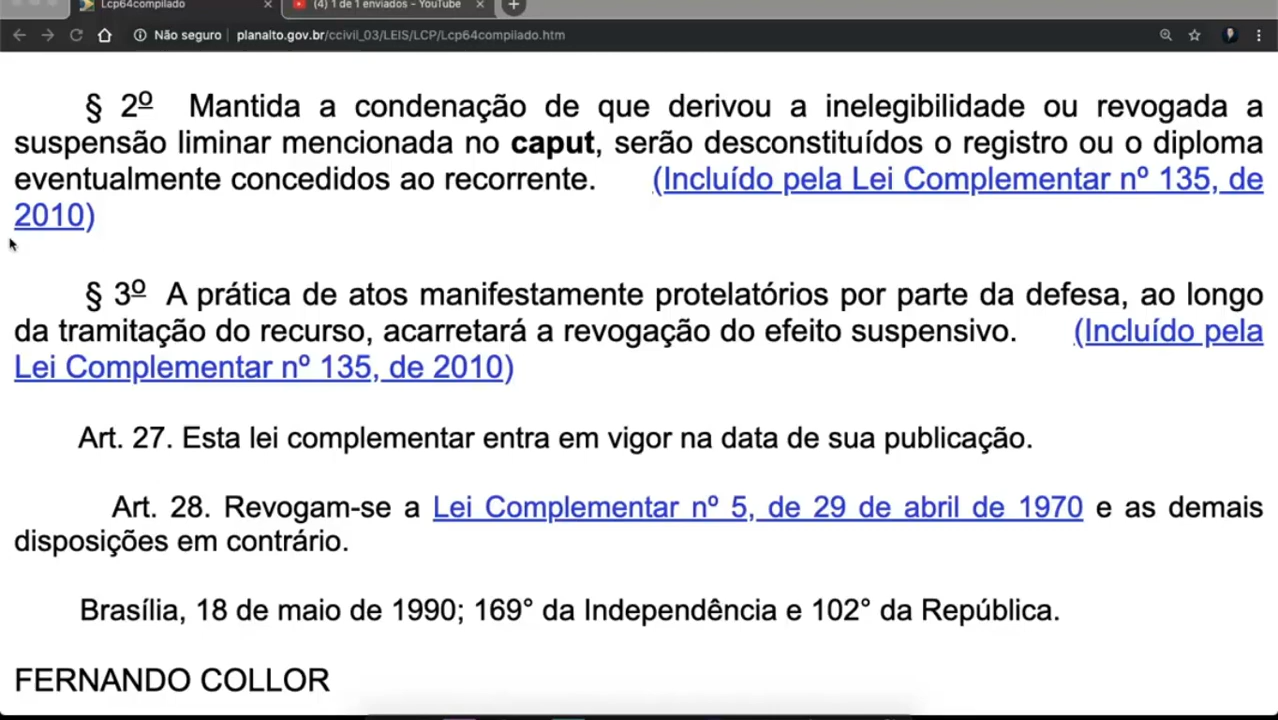 Lcp64compilado
(4) 1 de 1 enviados - YouTube
Não seguro | planalto.gov.br/ccivil_03/LEIS/LCP/Lcp64compilado.htm
§ 2º Mantida a condenação de que derivou a inelegibilidade ou revogada a
suspensão liminar mencionada no caput, serão desconstituídos o registro ou o diploma
eventualmente concedidos ao recorrente. (Incluído pela Lei Complementar nº 135, de
2010)
§ 3º A prática de atos manifestamente protelatórios por parte da defesa, ao longo
da tramitação do recurso, acarretará a revogação do efeito suspensivo. (Incluído pela
Lei Complementar nº 135, de 2010)
Art. 27. Esta lei complementar entra em vigor na data de sua publicação.
Art. 28. Revogam-se a Lei Complementar nº 5, de 29 de abril de 1970 e as demais
disposições em contrário.
Brasília, 18 de maio de 1990; 169° da Independência e 102° da República.
FERNANDO COLLOR